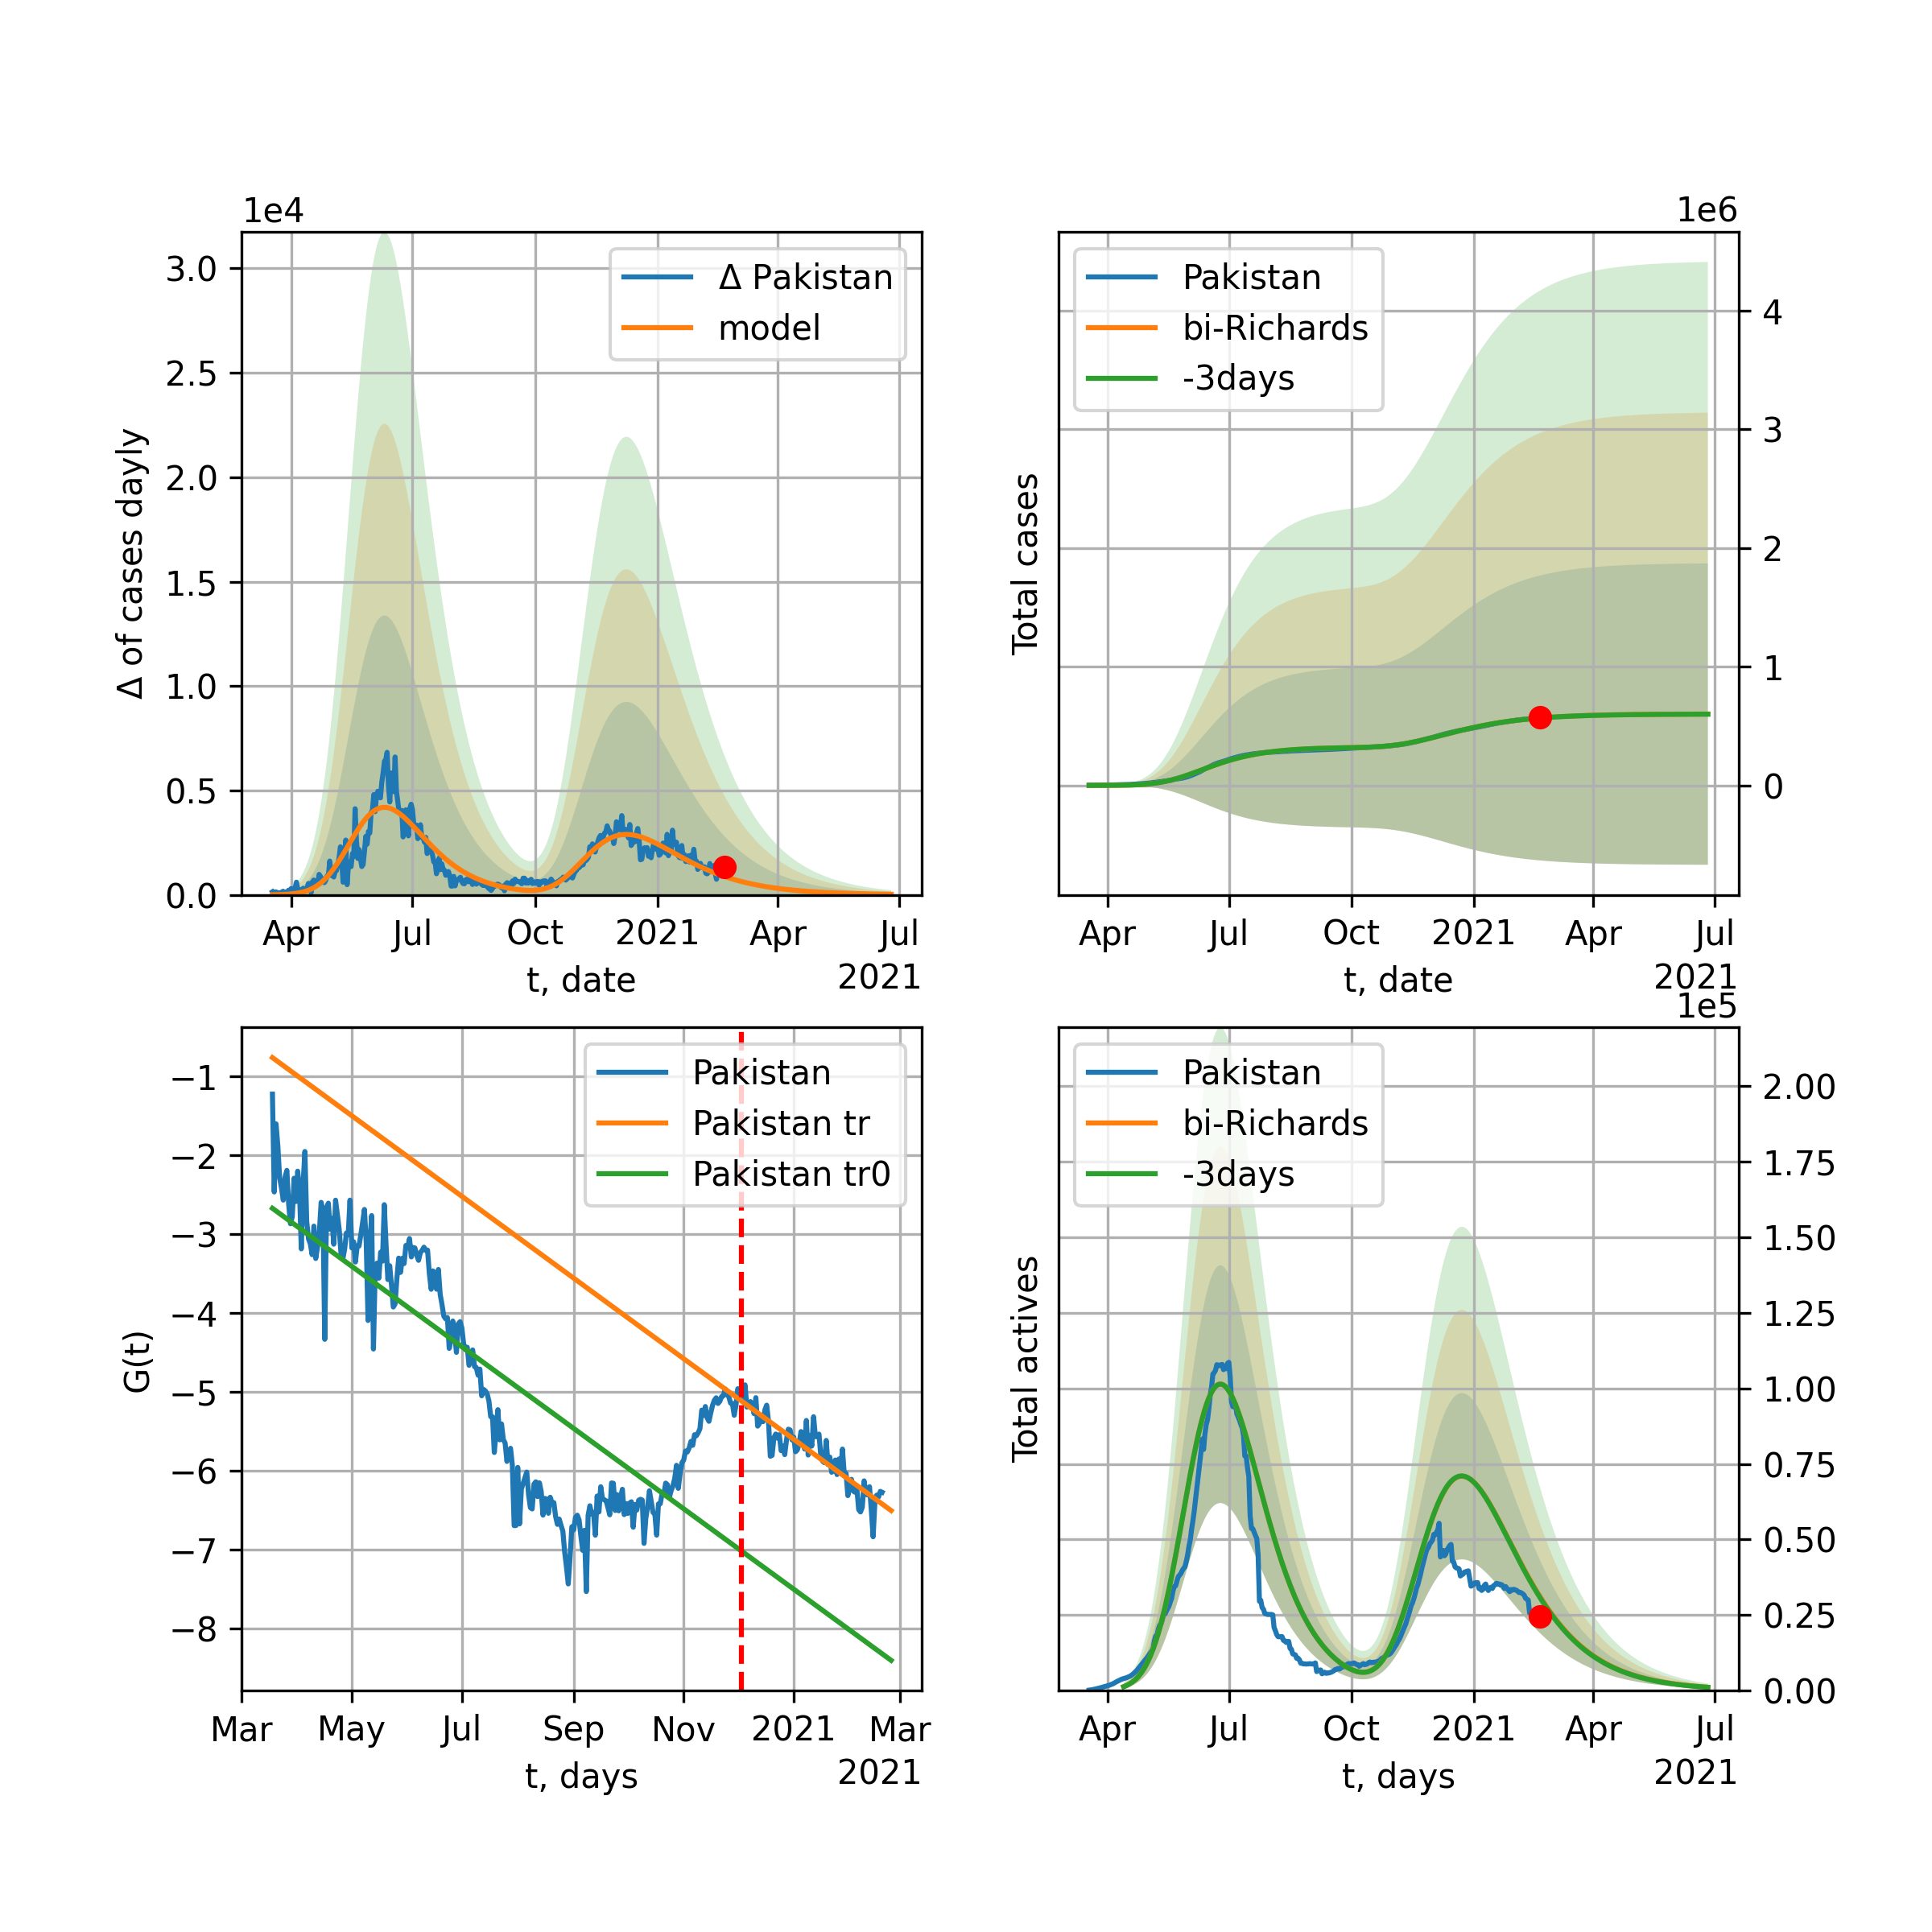 1e4
3.0
2.5
2.0
1.5
1.0
0.5
0.0
Δ of cases dayly
Δ Pakistan
model
Apr Jul Oct 2021 Apr Jul
t, date
2021
1e6
Pakistan
bi-Richards
-3days
4
3
2
1
0
Total cases
Apr Jul Oct 2021 Apr Jul
t, date
2021
−1
−2
−3
−4
−5
−6
−7
−8
G(t)
Pakistan
Pakistan tr
Pakistan tr0
Mar May Jul Sep Nov 2021 Mar
t, days
2021
1e5
Pakistan
bi-Richards
-3days
2.00
1.75
1.50
1.25
1.00
0.75
0.50
0.25
0.00
Total actives
Apr Jul Oct 2021 Apr Jul
t, days
2021